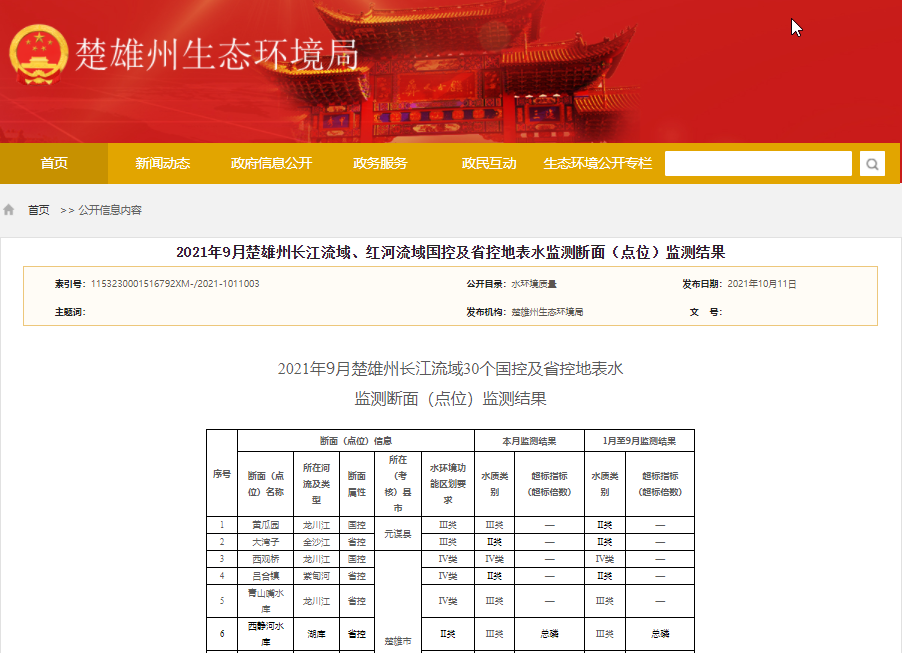 楚雄州生态环境局
首页 新闻动态 政府信息公开 政务服务 政民互动 生态环境公开专栏
首页 >> 公开信息内容
2021年9月楚雄州长江流域、红河流域国控及省控地表水监测断面（点位）监测结果
索引号: 1153230001516792XM-/2021-1011003 公开目录: 水环境质量 发布日期: 2021年10月11日
主题词: 发布机构: 楚雄州生态环境局 文 号:
2021年9月楚雄州长江流域30个国控及省控地表水
监测断面（点位）监测结果
序号 断面（点位）信息 本月监测结果 1月至9月监测结果
断面（点位）名称 所在河流及类型 断面属性 所在（考核）县市 水环境功能区划要求 水质类别 超标指标（超标倍数） 水质类别 超标指标（超标倍数）
1 黄瓜园 龙川江 国控 元谋县 III类 III类 — II类 —
2 大湾子 金沙江 省控 III类 II类 — II类 —
3 西观桥 龙川江 国控 楚雄市 IV类 IV类 — IV类 —
4 吕合镇 紫甸河 省控 IV类 II类 — II类 —
5 青山嘴水库 龙川江 省控 IV类 III类 — III类 —
6 西静河水库 湖库 省控 II类 III类 总磷 III类 总磷